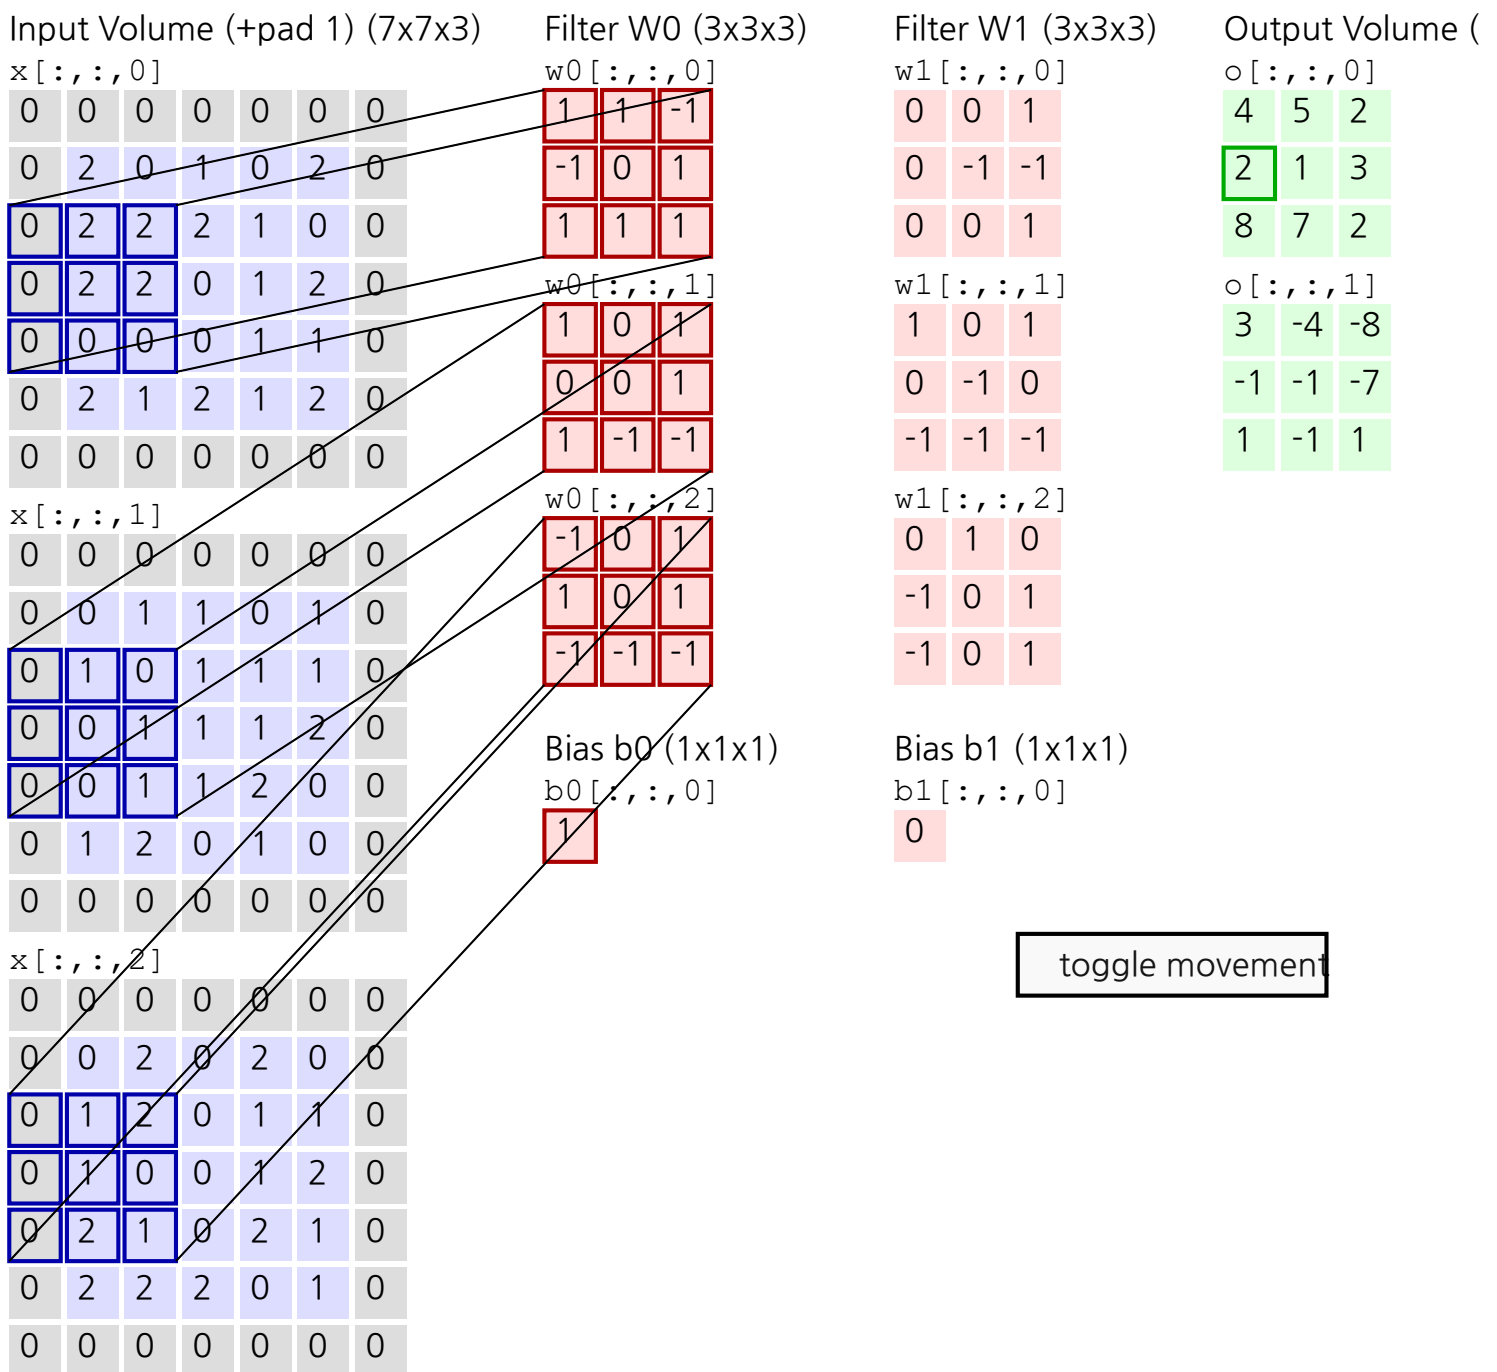 Input Volume (+pad 1) (7x7x3)
x[:,:,0]
0 0 0 0 0 0 0
0 2 0 1 0 2 0
0 2 2 2 1 0 0
0 2 2 0 1 2 0
0 0 0 0 1 1 0
0 2 1 2 1 2 0
0 0 0 0 0 0 0
x[:,:,1]
0 0 0 0 0 0 0
0 0 1 1 0 1 0
0 1 0 1 1 1 0
0 0 1 1 1 2 0
0 0 1 1 2 0 0
0 1 2 0 1 0 0
0 0 0 0 0 0 0
x[:,:,2]
0 0 0 0 0 0 0
0 0 2 0 2 0 0
0 1 2 0 1 1 0
0 1 0 0 1 2 0
0 2 1 0 2 1 0
0 2 2 2 0 1 0
0 0 0 0 0 0 0
Filter W0 (3x3x3)
w0[:,:,0]
1 1 -1
-1 0 1
1 1 1
w0[:,:,1]
1 0 1
0 0 1
1 -1 -1
w0[:,:,2]
-1 0 1
1 0 1
-1 -1 -1
Bias b0 (1x1x1)
b0[:,:,0]
1
Filter W1 (3x3x3)
w1[:,:,0]
0 0 1
0 -1 -1
0 0 1
w1[:,:,1]
1 0 1
0 -1 0
-1 -1 -1
w1[:,:,2]
0 1 0
-1 0 1
-1 0 1
Bias b1 (1x1x1)
b1[:,:,0]
0
Output Volume (
o[:,:,0]
4 5 2
2 1 3
8 7 2
o[:,:,1]
3 -4 -8
-1 -1 -7
1 -1 1
toggle movement